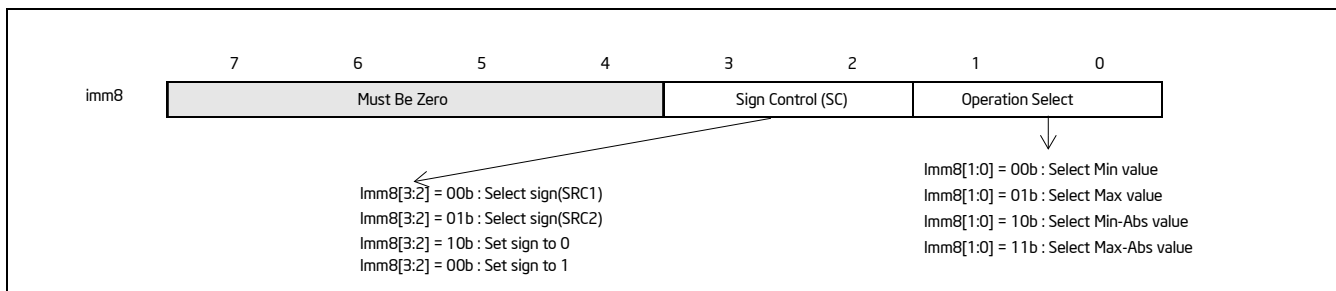 7 6 5 4 3 2 1 0
imm8 Must Be Zero Sign Control (SC) Operation Select
Imm8[3:2] = 00b : Select sign(SRC1)
Imm8[3:2] = 01b : Select sign(SRC2)
Imm8[3:2] = 10b : Set sign to 0
Imm8[3:2] = 00b : Set sign to 1
Imm8[1:0] = 00b : Select Min value
Imm8[1:0] = 01b : Select Max value
Imm8[1:0] = 10b : Select Min-Abs value
Imm8[1:0] = 11b : Select Max-Abs value